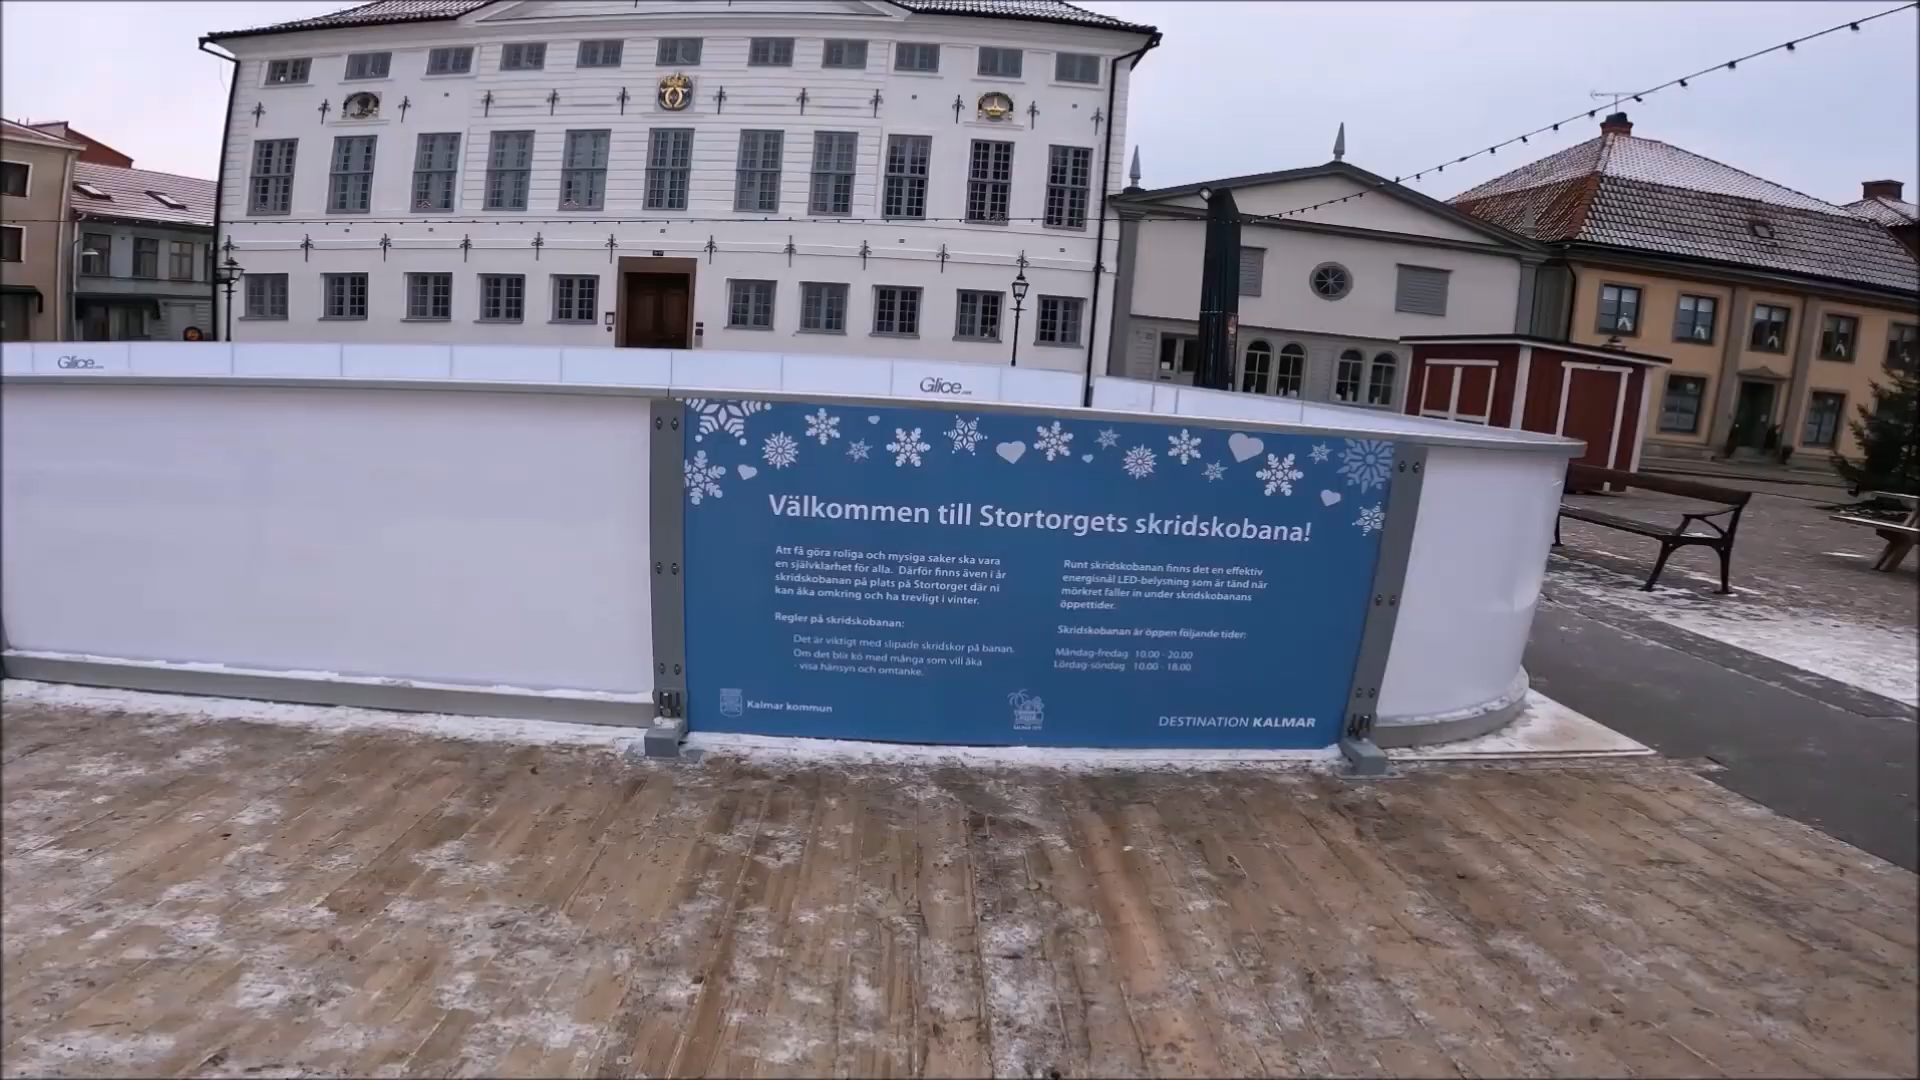 Glice
Glice
Välkommen till Stortorgets skridskobana!
Att få göra roliga och mysiga saker ska vara
en självklarhet för alla. Därför finns även i år
skridskobanan på plats på Stortorget där ni
kan åka omkring och ha trevligt i vinter.
Regler på skridskobanan:
Det är viktigt med slipade skridskor på banan.
Om det blir kö med många som vill åka
- visa hänsyn och omtanke.
Runt skridskobanan finns det en effektiv
energisnål LED-belysning som är tänd när
mörkret faller in under skridskobanans
öppettider.
Skridskobanan är öppen följande tider:
Måndag-fredag 10.00 - 20.00
Lördag-söndag 10.00 - 18.00
Kalmar kommun
DESTINATION KALMAR